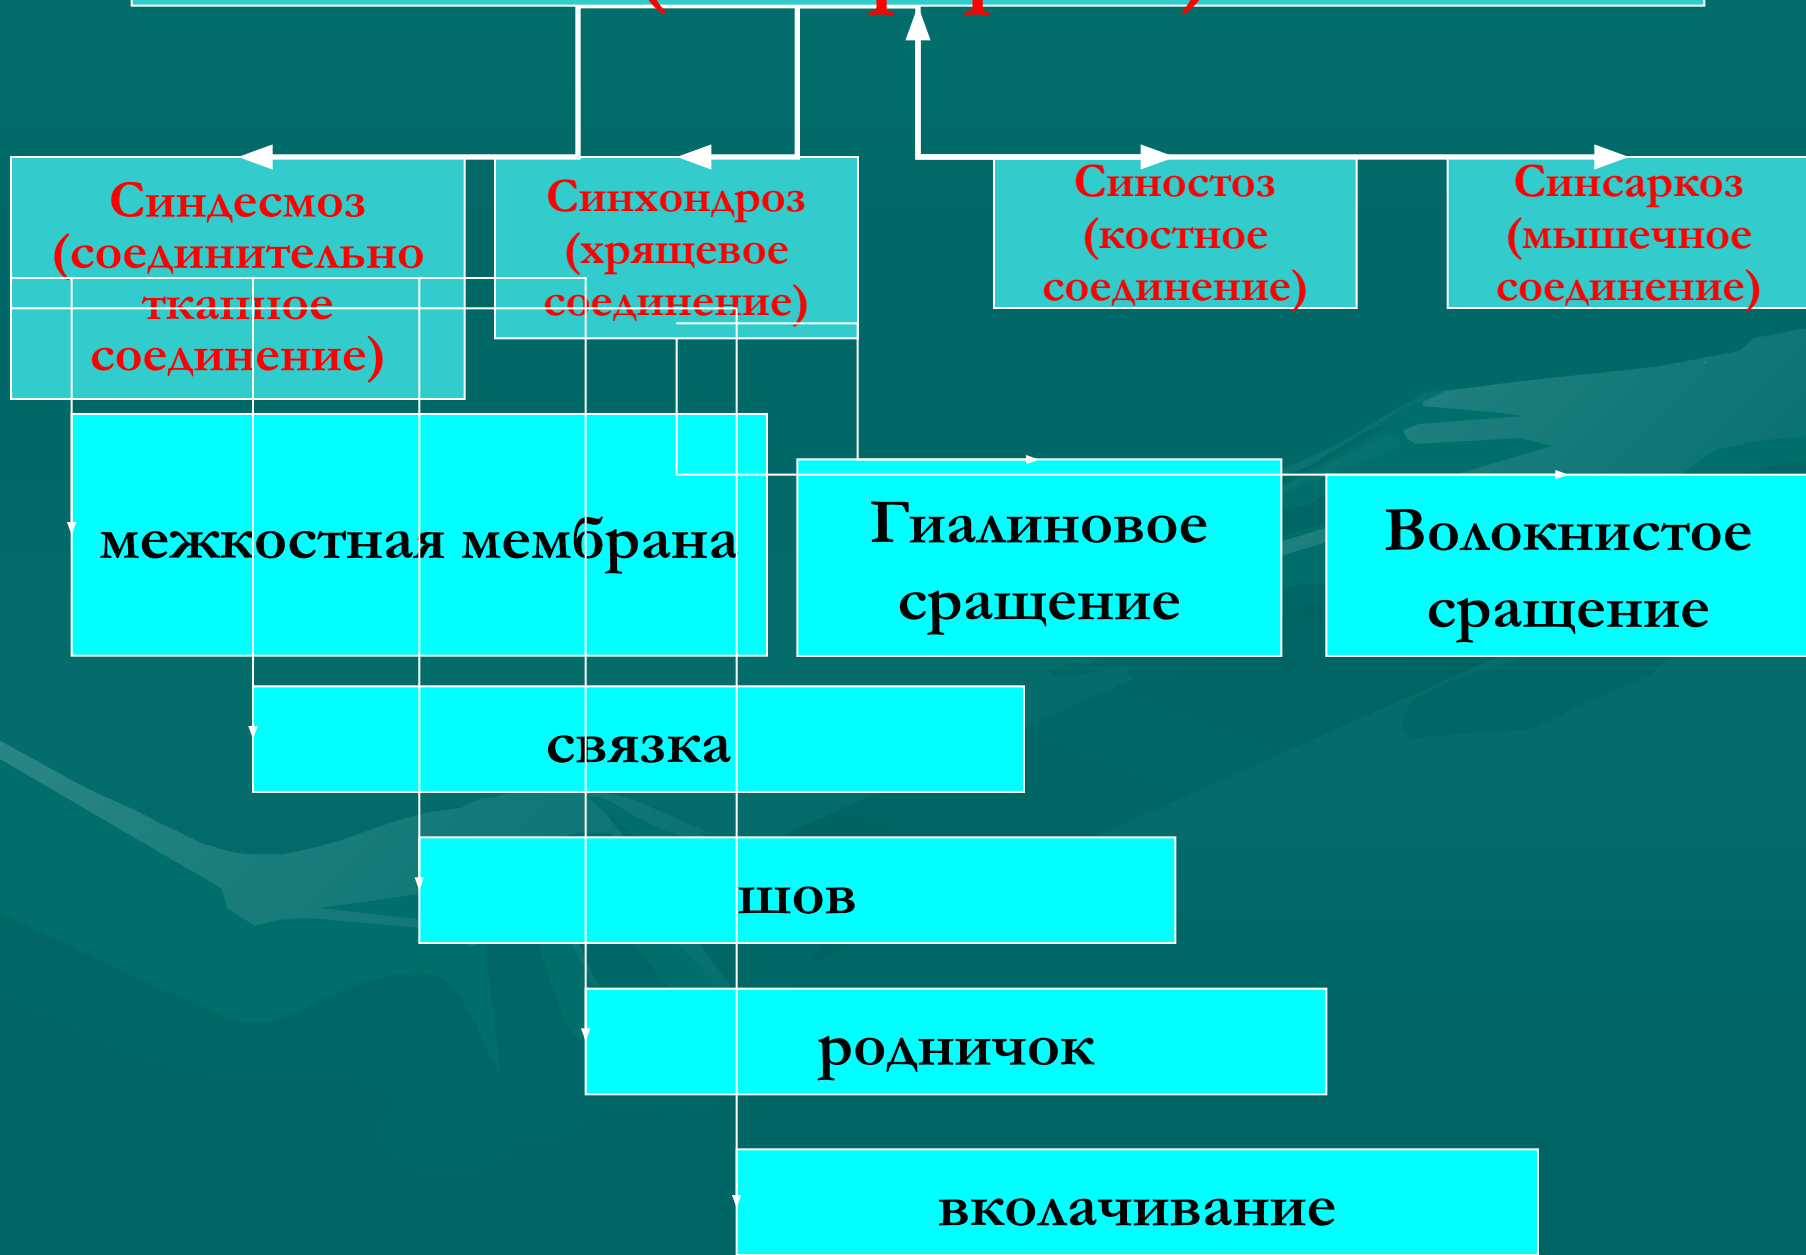 Синдесмоз
(соединительно
тканное
соединение)
Синхондроз
(хрящевое
соединение)
Синостоз
(костное
соединение)
Синсаркоз
(мышечное
соединение)
межкостная мембрана
Гиалиновое
сращение
Волокнистое
сращение
связка
шов
родничок
вколачивание